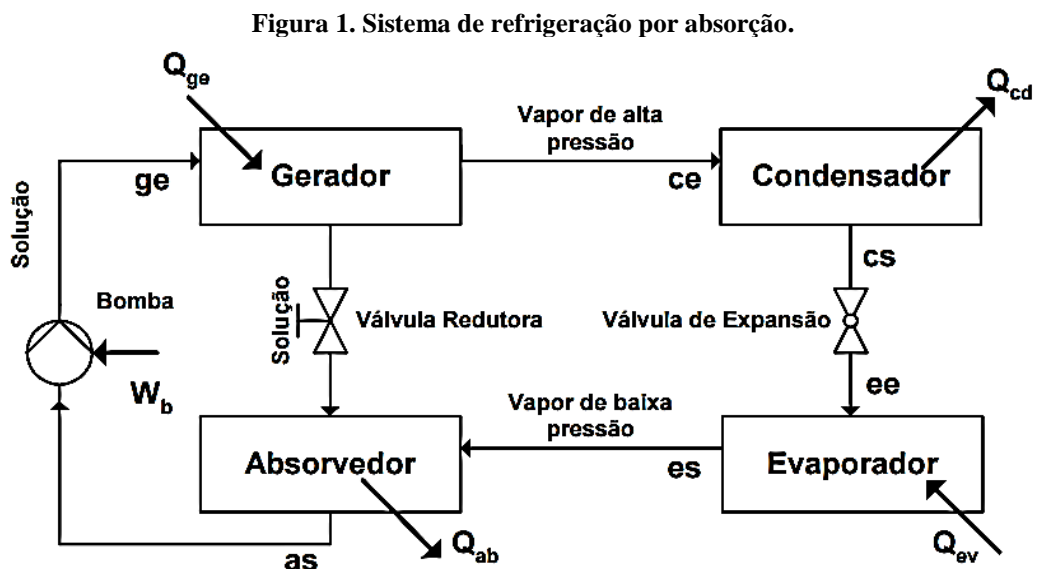 Figura 1. Sistema de refrigeração por absorção.
Qge
Qcd
Vapor de alta
pressão
Gerador
Condensador
ge
ce
Solução
cs
Bomba
Solução
Válvula Redutora
Válvula de Expansão
Wb
ee
Vapor de baixa
pressão
Absorvedor
Evaporador
es
as
Qab
Qev